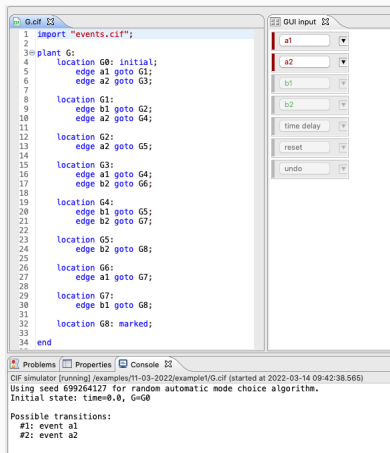 G.cif
1 import "events.cif";
2
3 plant G:
4 location G0: initial;
5 edge a1 goto G1;
6 edge a2 goto G3;
7
8 location G1:
9 edge b1 goto G2;
10 edge a2 goto G4;
11
12 location G2:
13 edge a2 goto G5;
14
15 location G3:
16 edge a1 goto G4;
17 edge b2 goto G6;
18
19 location G4:
20 edge b1 goto G5;
21 edge b2 goto G7;
22
23 location G5:
24 edge b2 goto G8;
25
26 location G6:
27 edge a1 goto G7;
28
29 location G7:
30 edge b1 goto G8;
31
32 location G8: marked;
33
34 end
GUI input
a1
a2
b1
b2
time delay
reset
undo
Problems Properties Console
CIF simulator [running] /examples/11-03-2022/example1/G.cif (started at 2022-03-14 09:42:38.565)
Using seed 699264127 for random automatic mode choice algorithm.
Initial state: time=0.0, G=G0
Possible transitions:
#1: event a1
#2: event a2